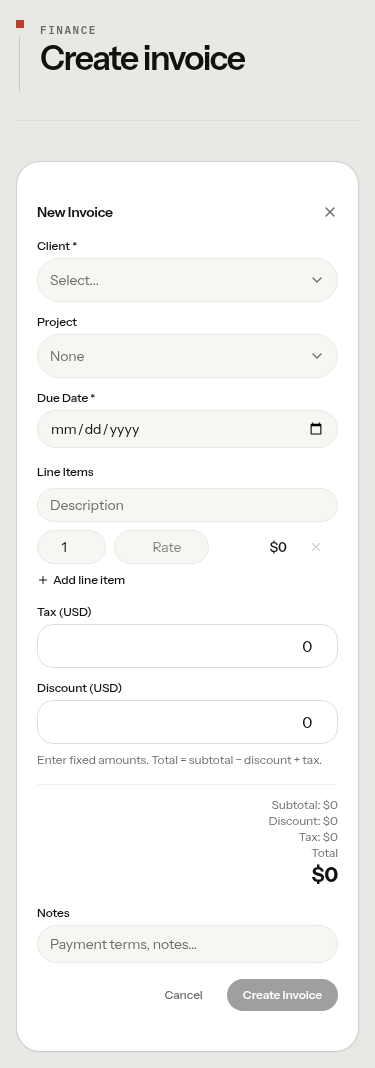 FINANCE
Create invoice
New Invoice
Client *
Select...
Project
None
Due Date *
mm/dd/yyyy
Line Items
Description
1 Rate $0
Add line item
Tax (USD)
0
Discount (USD)
0
Enter fixed amounts. Total = subtotal − discount + tax.
Subtotal: $0
Discount: $0
Tax: $0
Total
$0
Notes
Payment terms, notes...
Cancel Create Invoice